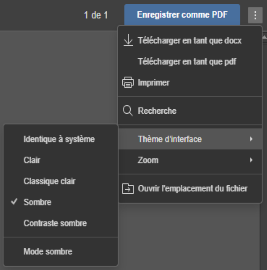 1 de 1
Enregistrer comme PDF
Télécharger en tant que docx
Télécharger en tant que pdf
Imprimer
Recherche
Thème d'interface
Zoom
Ouvrir l'emplacement du fichier
Identique à système
Clair
Classique clair
Sombre
Contraste sombre
Mode sombre